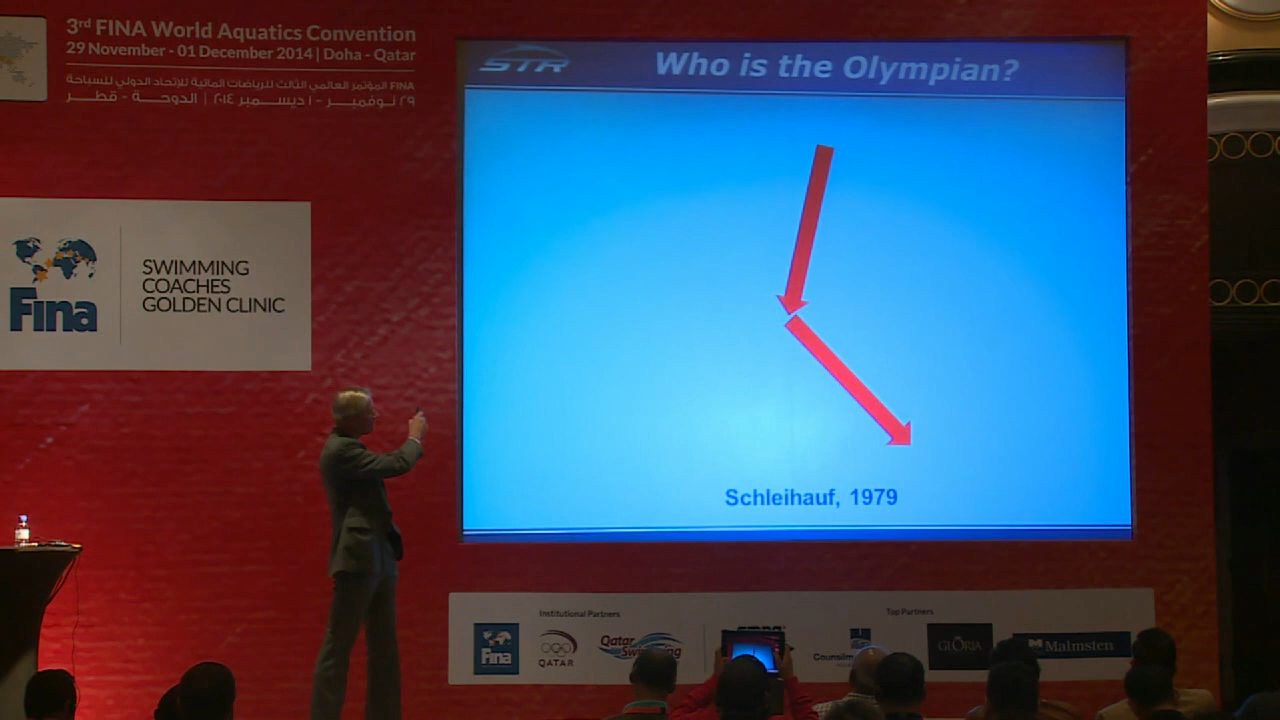 3rd FINA World Aquatics Convention
29 November - 01 December 2014 | Doha - Qatar
FINA المؤتمر العالمي الثالث للرياضات المائية للإتحاد الدولي للسباحة
٢٩ نوفمبر - ١ ديسمبر ٢٠١٤ | الدوحة - قطر
STR
Who is the Olympian?
Fina
SWIMMING
COACHES
GOLDEN CLINIC
Schleihauf, 1979
Institutional Partners
Top Partners
Fina
QATAR
Qatar
Swimming
GLORIA
Malmsten